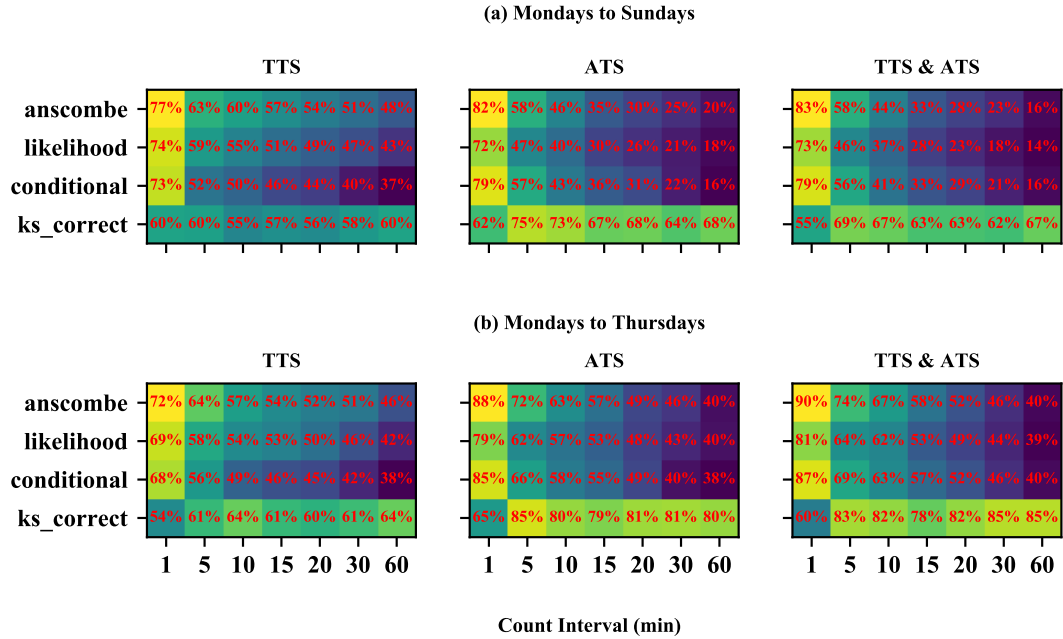 (a) Mondays to Sundays
TTS ATS TTS & ATS
anscombe 77% 63% 60% 57% 54% 51% 48% 82% 58% 46% 35% 30% 25% 20% 83% 58% 44% 33% 28% 23% 16%
likelihood 74% 59% 55% 51% 49% 47% 43% 72% 47% 40% 30% 26% 21% 18% 73% 46% 37% 28% 23% 18% 14%
conditional 73% 52% 50% 46% 44% 40% 37% 79% 57% 43% 36% 31% 22% 16% 79% 56% 41% 33% 29% 21% 16%
ks_correct 60% 60% 55% 57% 56% 58% 60% 62% 75% 73% 67% 68% 64% 68% 55% 69% 67% 63% 63% 62% 67%
(b) Mondays to Thursdays
TTS ATS TTS & ATS
anscombe 72% 64% 57% 54% 52% 51% 46% 88% 72% 63% 57% 49% 46% 40% 90% 74% 67% 58% 52% 46% 40%
likelihood 69% 58% 54% 53% 50% 46% 42% 79% 62% 57% 53% 48% 43% 40% 81% 64% 62% 53% 49% 44% 39%
conditional 68% 56% 49% 46% 45% 42% 38% 85% 66% 58% 55% 49% 40% 38% 87% 69% 63% 57% 52% 46% 40%
ks_correct 54% 61% 64% 61% 60% 61% 64% 65% 85% 80% 79% 81% 81% 80% 60% 83% 82% 78% 82% 85% 85%
1 5 10 15 20 30 60 1 5 10 15 20 30 60 1 5 10 15 20 30 60
Count Interval (min)